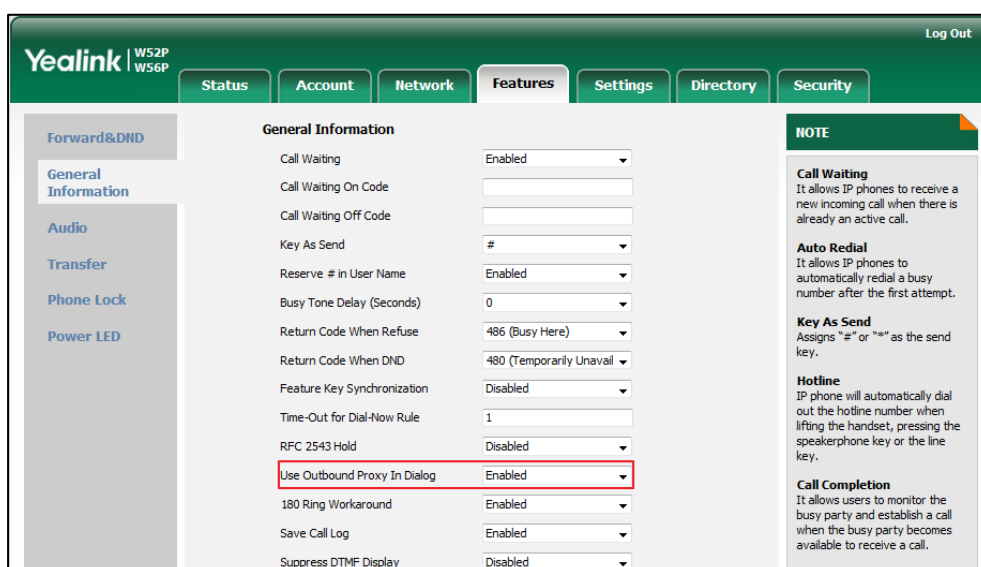 Log Out
Yealink | W52P W56P
Status Account Network Features Settings Directory Security
Forward&DND
General
Information
Audio
Transfer
Phone Lock
Power LED
General Information
Call Waiting Enabled
Call Waiting On Code
Call Waiting Off Code
Key As Send #
Reserve # in User Name Enabled
Busy Tone Delay (Seconds) 0
Return Code When Refuse 486 (Busy Here)
Return Code When DND 480 (Temporarily Unavail
Feature Key Synchronization Disabled
Time-Out for Dial-Now Rule 1
RFC 2543 Hold Disabled
Use Outbound Proxy In Dialog Enabled
180 Ring Workaround Enabled
Save Call Log Enabled
Suppress DTMF Display Disabled
NOTE
Call Waiting
It allows IP phones to receive a
new incoming call when there is
already an active call.
Auto Redial
It allows IP phones to
automatically redial a busy
number after the first attempt.
Key As Send
Assigns "#" or "*" as the send
key.
Hotline
IP phone will automatically dial
out the hotline number when
lifting the handset, pressing the
speakerphone key or the line
key.
Call Completion
It allows users to monitor the
busy party and establish a call
when the busy party becomes
available to receive a call.